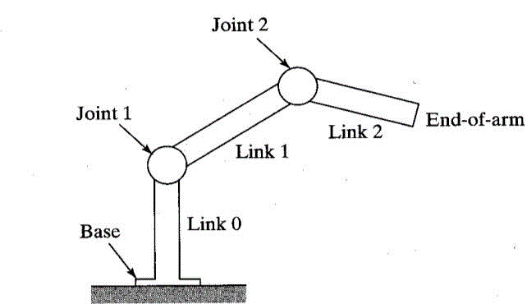 Joint 2
Joint 1
End-of-arm
Link 2
Link 1
Link 0
Base